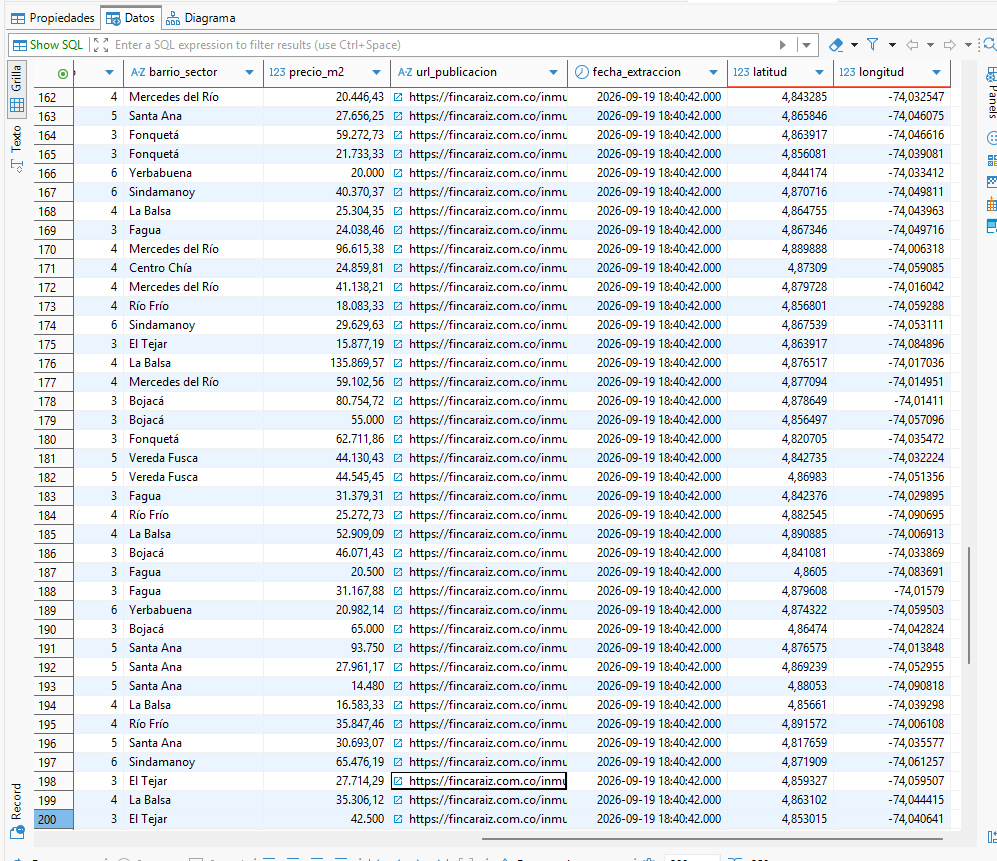 Propiedades Datos Diagrama
Show SQL Enter a SQL expression to filter results (use Ctrl+Space)
Grilla
Texto
Record
Panels
A-Z barrio_sector 123 precio_m2 A-Z url_publicacion fecha_extraccion 123 latitud 123 longitud
162 4 Mercedes del Río 20.446,43 https://fincaraiz.com.co/inmu 2026-09-19 18:40:42.000 4,843285 -74,032547
163 5 Santa Ana 27.656,25 https://fincaraiz.com.co/inmu 2026-09-19 18:40:42.000 4,865846 -74,046075
164 3 Fonquetá 59.272,73 https://fincaraiz.com.co/inmu 2026-09-19 18:40:42.000 4,863917 -74,046616
165 3 Fonquetá 21.733,33 https://fincaraiz.com.co/inmu 2026-09-19 18:40:42.000 4,856081 -74,039081
166 6 Yerbabuena 20.000 https://fincaraiz.com.co/inmu 2026-09-19 18:40:42.000 4,844174 -74,033412
167 6 Sindamanoy 40.370,37 https://fincaraiz.com.co/inmu 2026-09-19 18:40:42.000 4,870716 -74,049811
168 4 La Balsa 25.304,35 https://fincaraiz.com.co/inmu 2026-09-19 18:40:42.000 4,864755 -74,043963
169 3 Fagua 24.038,46 https://fincaraiz.com.co/inmu 2026-09-19 18:40:42.000 4,867346 -74,049716
170 4 Mercedes del Río 96.615,38 https://fincaraiz.com.co/inmu 2026-09-19 18:40:42.000 4,889888 -74,006318
171 4 Centro Chía 24.859,81 https://fincaraiz.com.co/inmu 2026-09-19 18:40:42.000 4,87309 -74,059085
172 4 Mercedes del Río 41.138,21 https://fincaraiz.com.co/inmu 2026-09-19 18:40:42.000 4,879728 -74,016042
173 4 Río Frío 18.083,33 https://fincaraiz.com.co/inmu 2026-09-19 18:40:42.000 4,856801 -74,059288
174 6 Sindamanoy 29.629,63 https://fincaraiz.com.co/inmu 2026-09-19 18:40:42.000 4,867539 -74,053111
175 3 El Tejar 15.877,19 https://fincaraiz.com.co/inmu 2026-09-19 18:40:42.000 4,863917 -74,084896
176 4 La Balsa 135.869,57 https://fincaraiz.com.co/inmu 2026-09-19 18:40:42.000 4,876517 -74,017036
177 4 Mercedes del Río 59.102,56 https://fincaraiz.com.co/inmu 2026-09-19 18:40:42.000 4,877094 -74,014951
178 3 Bojacá 80.754,72 https://fincaraiz.com.co/inmu 2026-09-19 18:40:42.000 4,878649 -74,01411
179 3 Bojacá 55.000 https://fincaraiz.com.co/inmu 2026-09-19 18:40:42.000 4,856497 -74,057096
180 3 Fonquetá 62.711,86 https://fincaraiz.com.co/inmu 2026-09-19 18:40:42.000 4,820705 -74,035472
181 5 Vereda Fusca 44.130,43 https://fincaraiz.com.co/inmu 2026-09-19 18:40:42.000 4,842735 -74,032224
182 5 Vereda Fusca 44.545,45 https://fincaraiz.com.co/inmu 2026-09-19 18:40:42.000 4,86983 -74,051356
183 3 Fagua 31.379,31 https://fincaraiz.com.co/inmu 2026-09-19 18:40:42.000 4,842376 -74,029895
184 4 Río Frío 25.272,73 https://fincaraiz.com.co/inmu 2026-09-19 18:40:42.000 4,882545 -74,090695
185 4 La Balsa 52.909,09 https://fincaraiz.com.co/inmu 2026-09-19 18:40:42.000 4,890885 -74,006913
186 3 Bojacá 46.071,43 https://fincaraiz.com.co/inmu 2026-09-19 18:40:42.000 4,841081 -74,033869
187 3 Fagua 20.500 https://fincaraiz.com.co/inmu 2026-09-19 18:40:42.000 4,8605 -74,083691
188 3 Fagua 31.167,88 https://fincaraiz.com.co/inmu 2026-09-19 18:40:42.000 4,879608 -74,01579
189 6 Yerbabuena 20.982,14 https://fincaraiz.com.co/inmu 2026-09-19 18:40:42.000 4,874322 -74,059503
190 3 Bojacá 65.000 https://fincaraiz.com.co/inmu 2026-09-19 18:40:42.000 4,86474 -74,042824
191 5 Santa Ana 93.750 https://fincaraiz.com.co/inmu 2026-09-19 18:40:42.000 4,876575 -74,013848
192 5 Santa Ana 27.961,17 https://fincaraiz.com.co/inmu 2026-09-19 18:40:42.000 4,869239 -74,052955
193 5 Santa Ana 14.480 https://fincaraiz.com.co/inmu 2026-09-19 18:40:42.000 4,88053 -74,090818
194 4 La Balsa 16.583,33 https://fincaraiz.com.co/inmu 2026-09-19 18:40:42.000 4,85661 -74,039298
195 4 Río Frío 35.847,46 https://fincaraiz.com.co/inmu 2026-09-19 18:40:42.000 4,891572 -74,006108
196 5 Santa Ana 30.693,07 https://fincaraiz.com.co/inmu 2026-09-19 18:40:42.000 4,817659 -74,035577
197 6 Sindamanoy 65.476,19 https://fincaraiz.com.co/inmu 2026-09-19 18:40:42.000 4,871909 -74,061257
198 3 El Tejar 27.714,29 https://fincaraiz.com.co/inmu 2026-09-19 18:40:42.000 4,859327 -74,059507
199 4 La Balsa 35.306,12 https://fincaraiz.com.co/inmu 2026-09-19 18:40:42.000 4,863102 -74,044415
200 3 El Tejar 42.500 https://fincaraiz.com.co/inmu 2026-09-19 18:40:42.000 4,853015 -74,040641